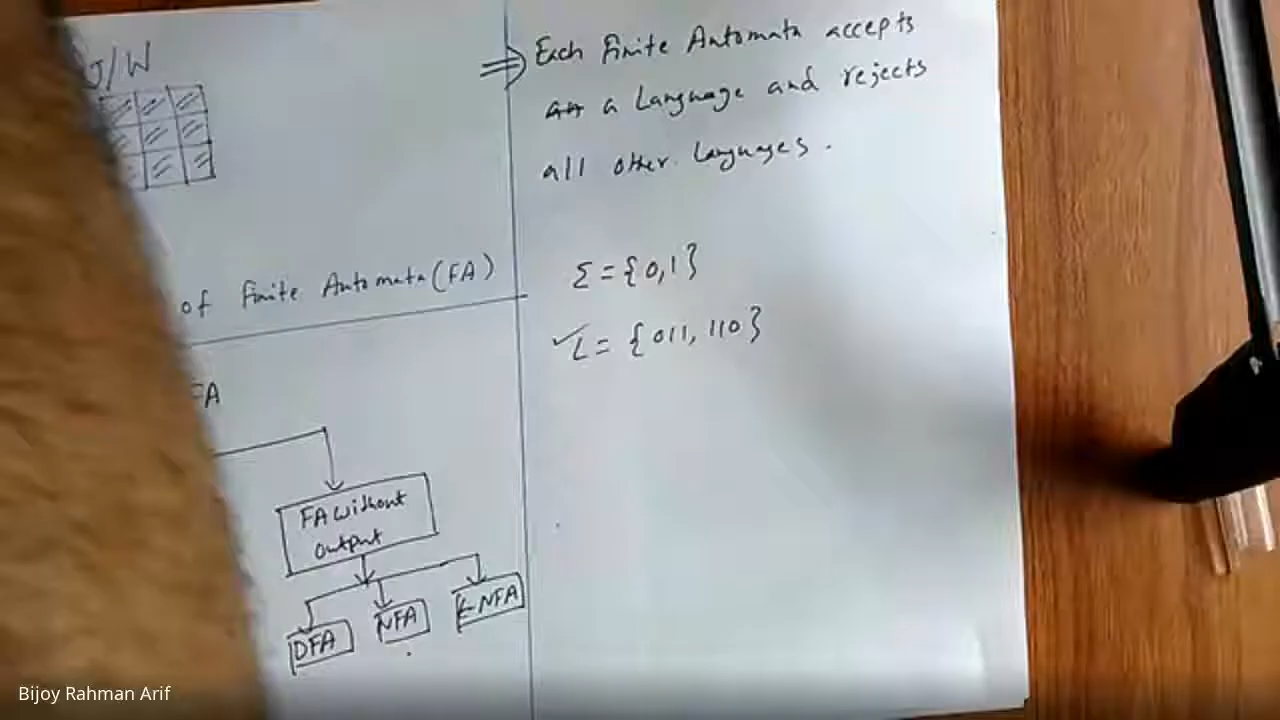 U/W
of Finite Automata (FA)
FA
FA without
output
DFA
NFA
ε-NFA
⇒ Each Finite Automata accepts
a Language and rejects
all other Languages.
Σ = {0,1}
✓L = {011, 110}
Bijoy Rahman Arif